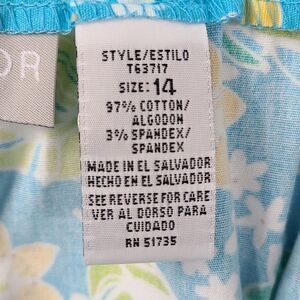 OR
STYLE/ESTILO
T63717
SIZE: 14
97% COTTON/
ALGODON
3% SPANDEX/
SPANDEX
MADE IN EL SALVADOR
HECHO EN EL SALVADOR
SEE REVERSE FOR CARE
VER AL DORSO PARA
CUIDADO
RN 51735